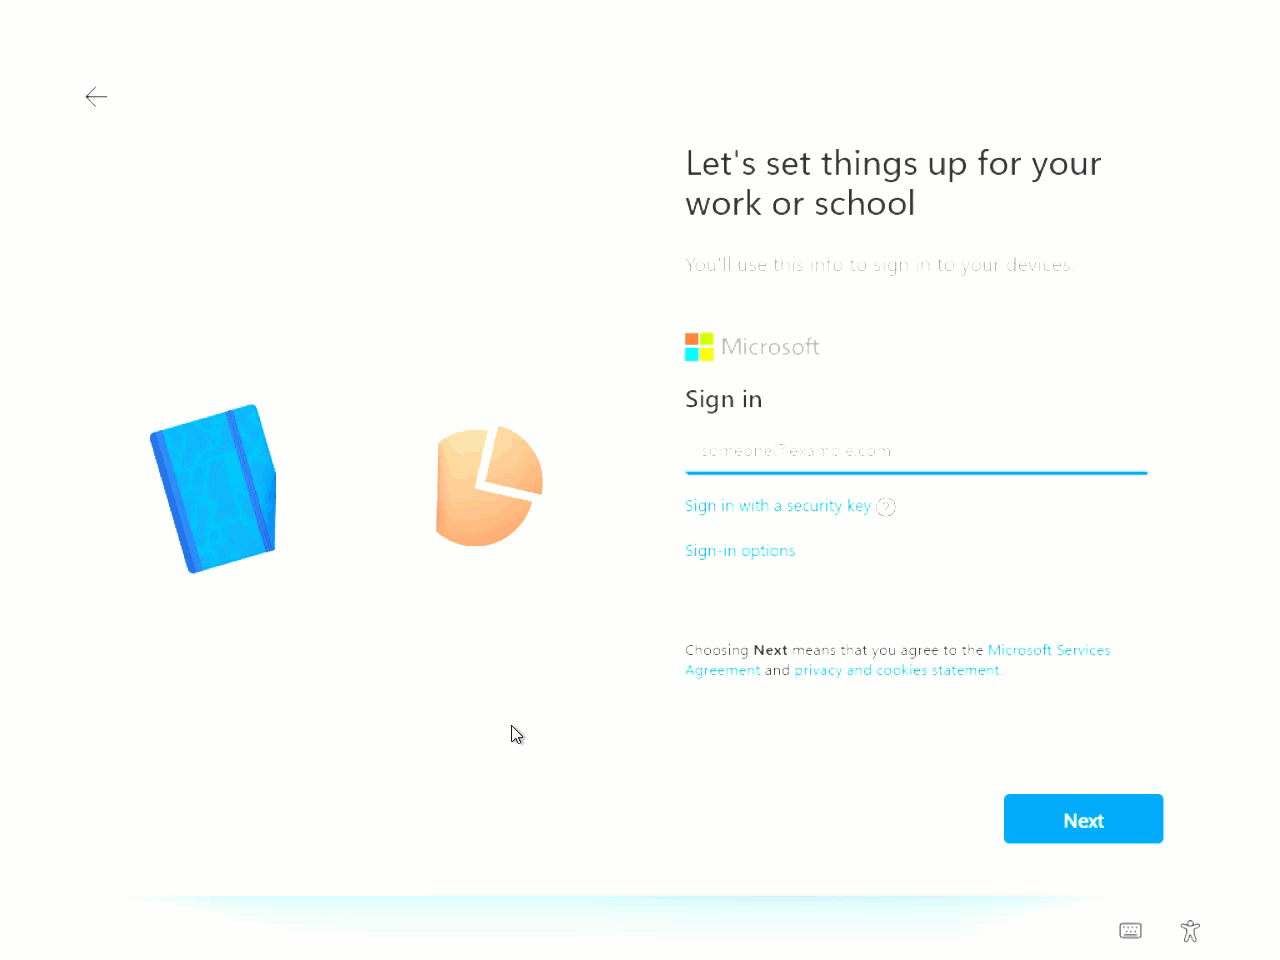 Let's set things up for your
work or school
You'll use this info to sign in to your devices.
Microsoft
Sign in
someone@example.com
Sign in with a security key ?
Sign-in options
Choosing Next means that you agree to the Microsoft Services
Agreement and privacy and cookies statement.
Next